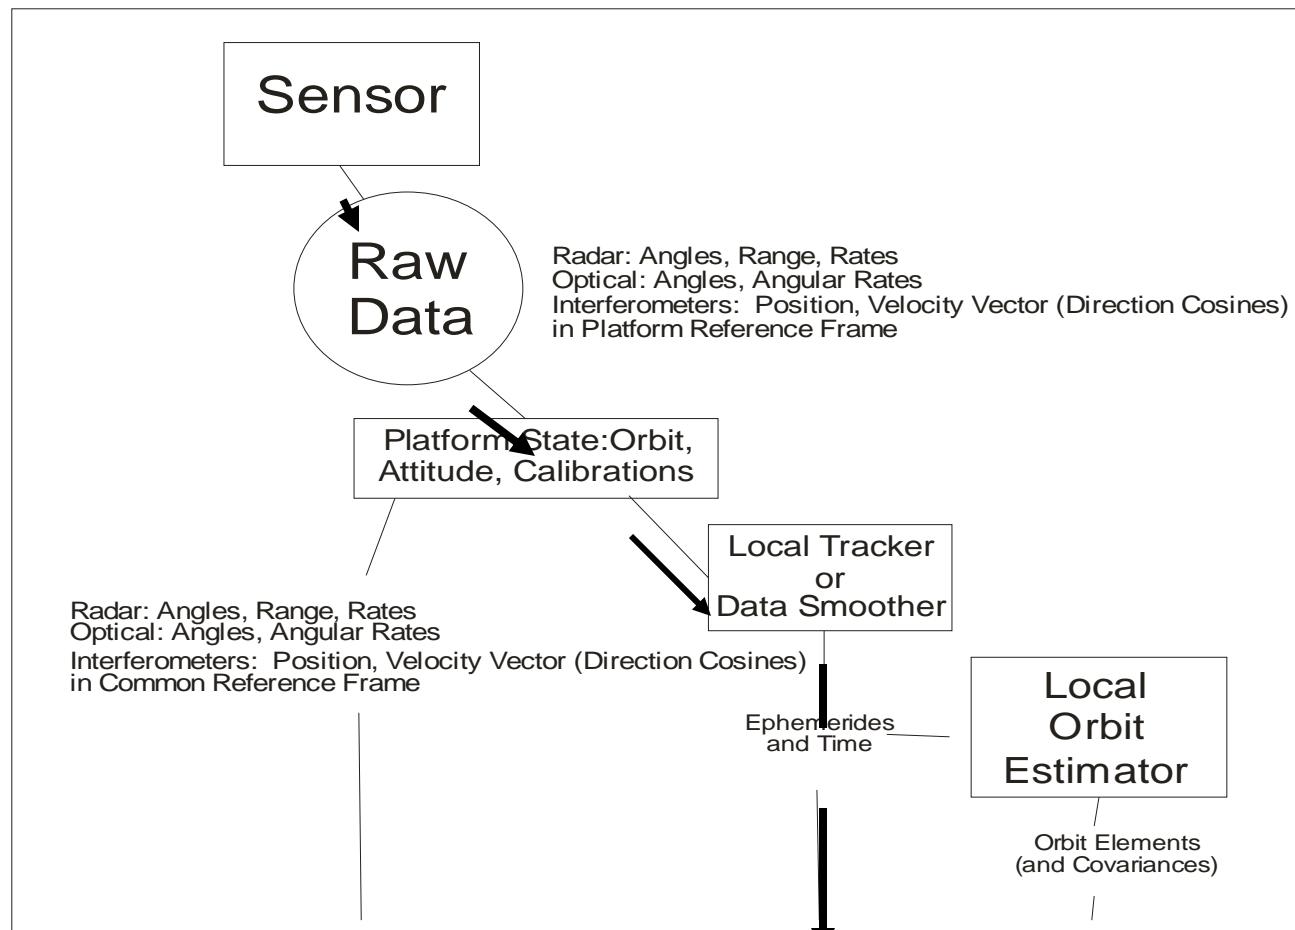 Sensor
Raw
Data
Radar: Angles, Range, Rates
Optical: Angles, Angular Rates
Interferometers:  Position, Velocity Vector (Direction Cosines)
in Platform Reference Frame
Platform State:Orbit,
Attitude, Calibrations
Local Tracker
or
Data Smoother
Radar: Angles, Range, Rates
Optical: Angles, Angular Rates
Interferometers:  Position, Velocity Vector (Direction Cosines)
in Common Reference Frame
Ephemerides
and Time
Local
Orbit
Estimator
Orbit Elements
(and Covariances)